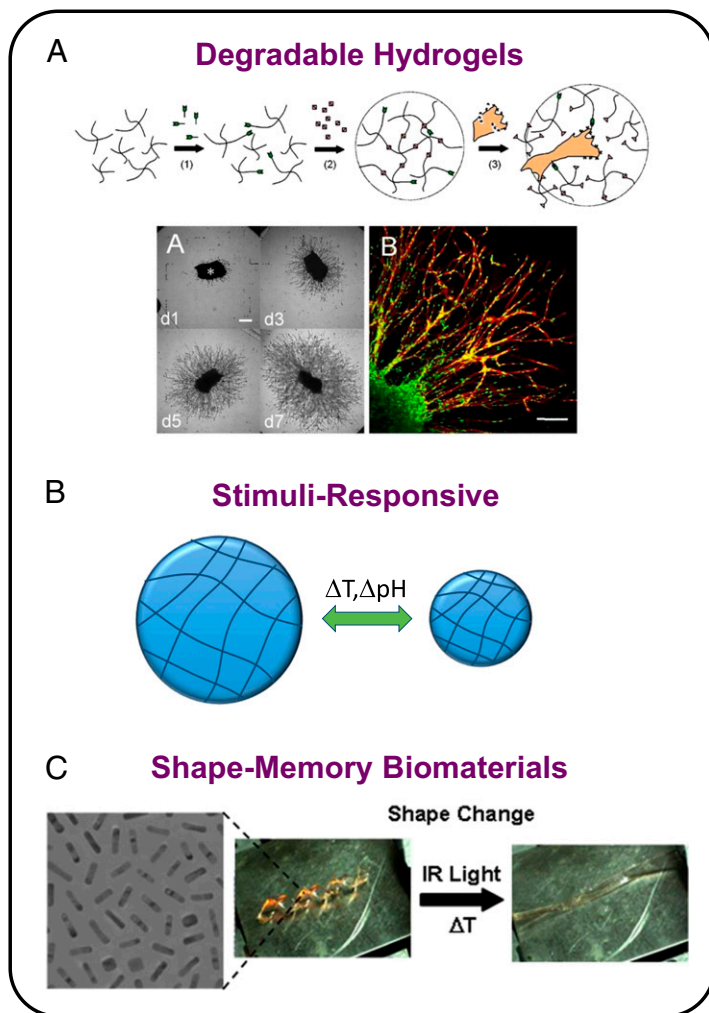 A
Degradable Hydrogels
(1)
(2)
(3)
A
*
d1
d3
d5
d7
B
B
Stimuli-Responsive
ΔT,ΔpH
C
Shape-Memory Biomaterials
Shape Change
IR Light
ΔT